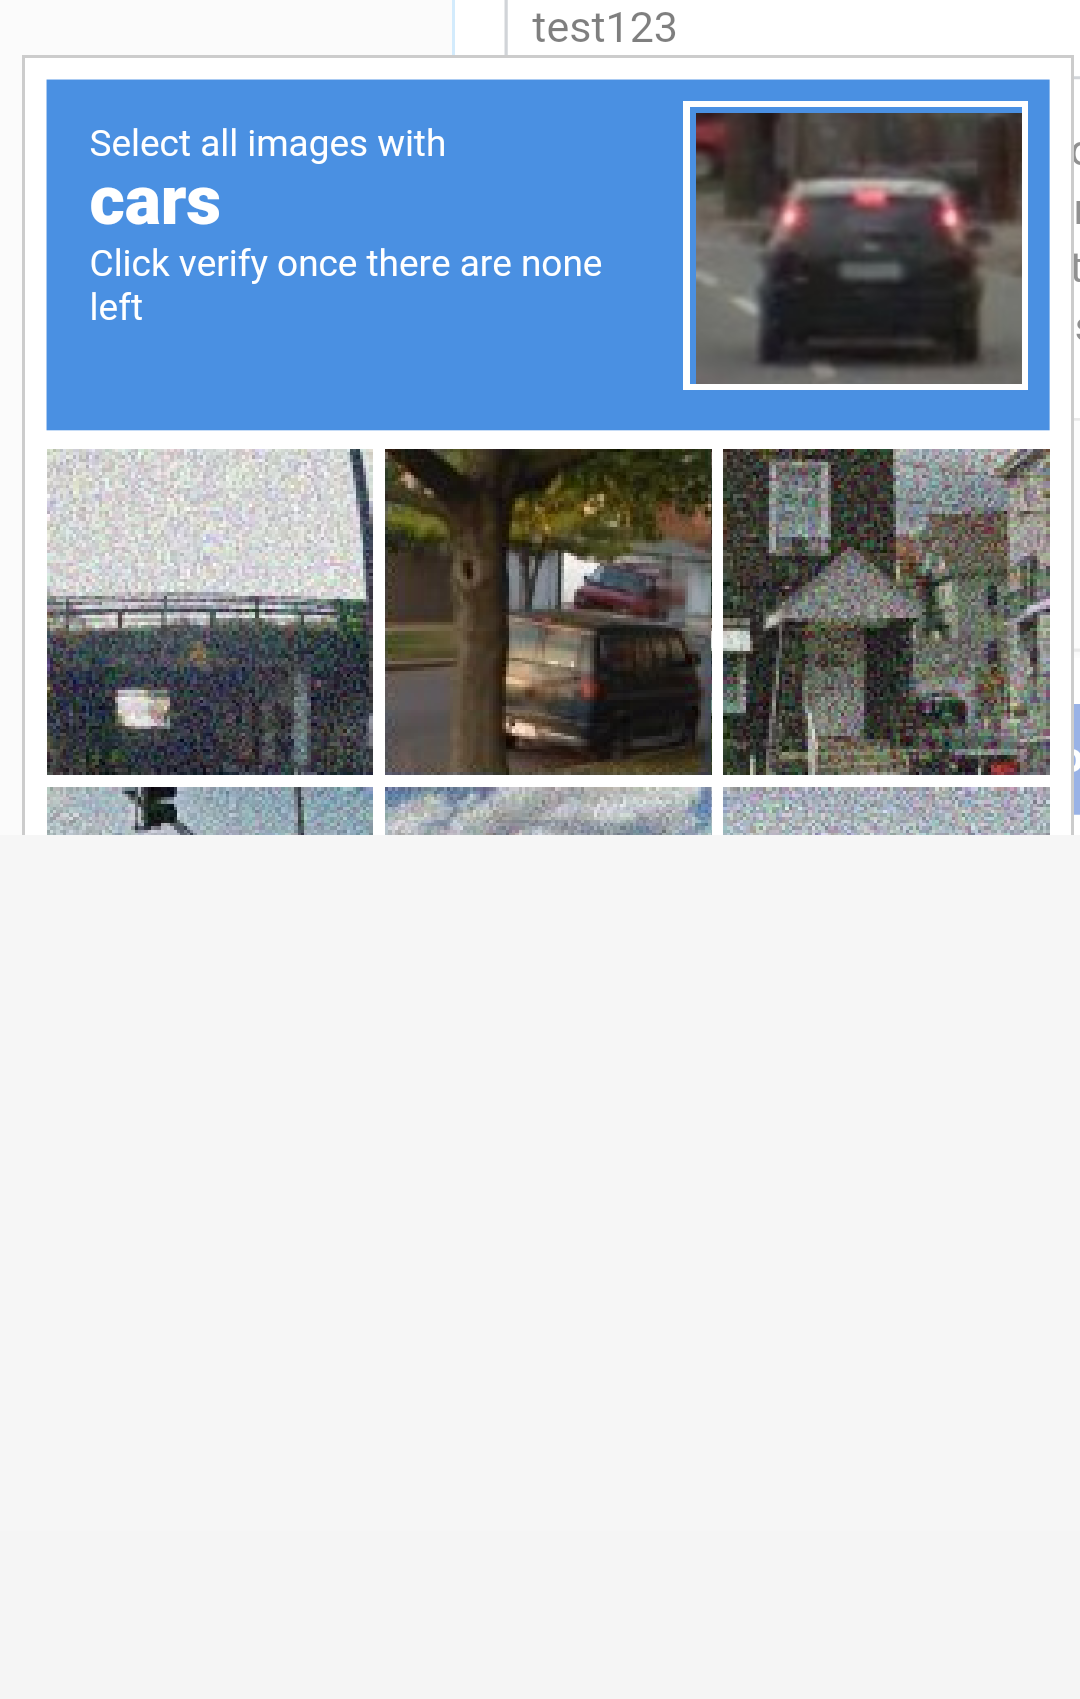 test123
Select all images with
cars
Click verify once there are none
left